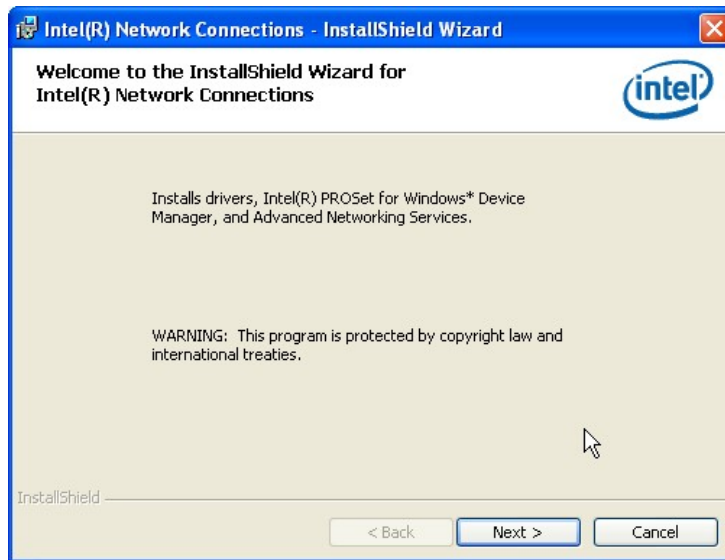 Intel(R) Network Connections - InstallShield Wizard
Welcome to the InstallShield Wizard for
Intel(R) Network Connections
intel
Installs drivers, Intel(R) PROSet for Windows* Device
Manager, and Advanced Networking Services.
WARNING: This program is protected by copyright law and
international treaties.
InstallShield
< Back Next > Cancel